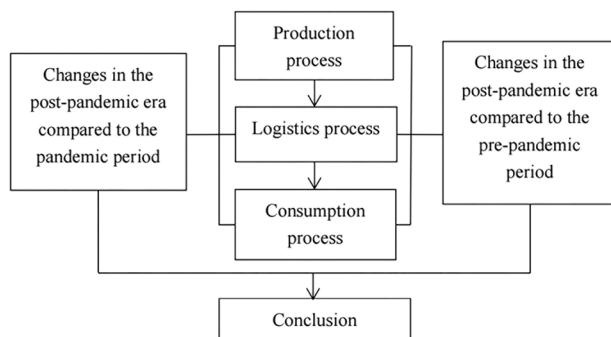 Production
process
Changes in the
post-pandemic era
compared to the
pandemic period
Logistics process
Changes in the
post-pandemic era
compared to the
pre-pandemic
period
Consumption
process
Conclusion